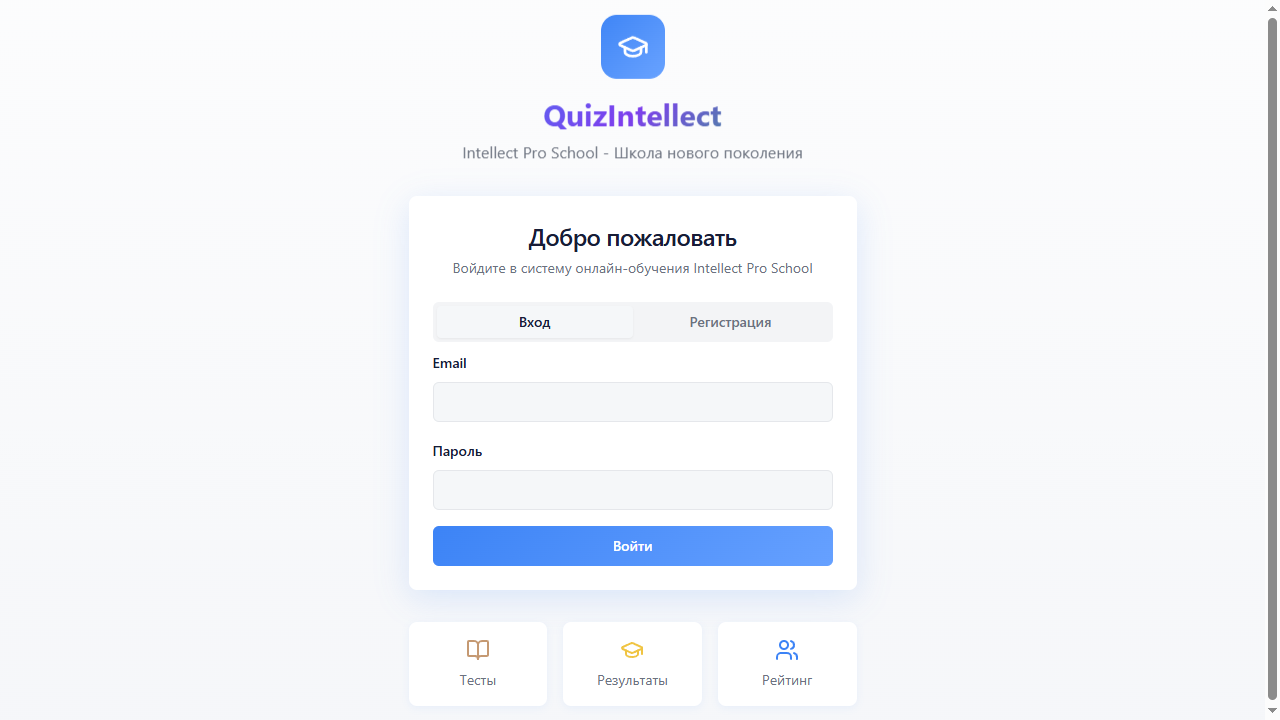 QuizIntellect
Intellect Pro School - Школа нового поколения
Добро пожаловать
Войдите в систему онлайн-обучения Intellect Pro School
Вход
Регистрация
Email
Пароль
Войти
Тесты
Результаты
Рейтинг